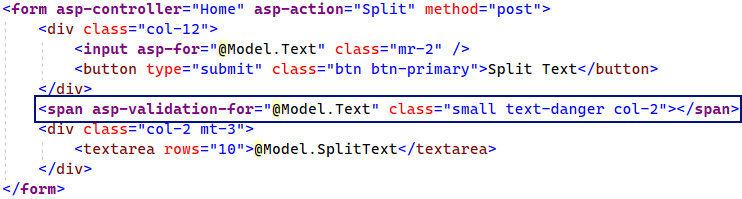 <form asp-controller="Home" asp-action="Split" method="post">
    <div class="col-12">
        <input asp-for="@Model.Text" class="mr-2" />
        <button type="submit" class="btn btn-primary">Split Text</button>
    </div>
    <span asp-validation-for="@Model.Text" class="small text-danger col-2"></span>
    <div class="col-2 mt-3">
        <textarea rows="10">@Model.SplitText</textarea>
    </div>
</form>